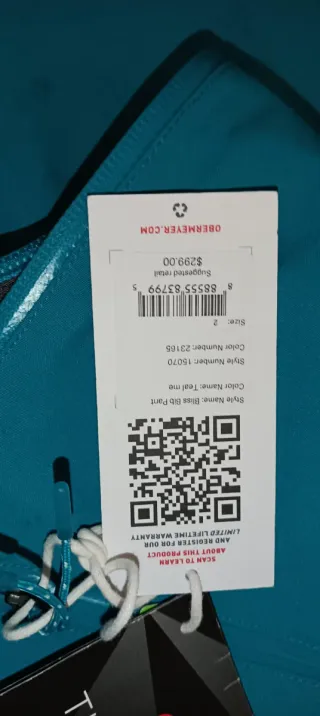 SCAN TO LEARN
ABOUT THIS PRODUCT
AND REGISTER FOR OUR
LIMITED LIFETIME WARRANTY
Style Name: Bliss Bib Pant
Color Name: Teal me
Style Number: 15070
Color Number: 23165
Size: 2
8 88555 83799 5
Suggested retail
$299.00
OBERMEYER.COM